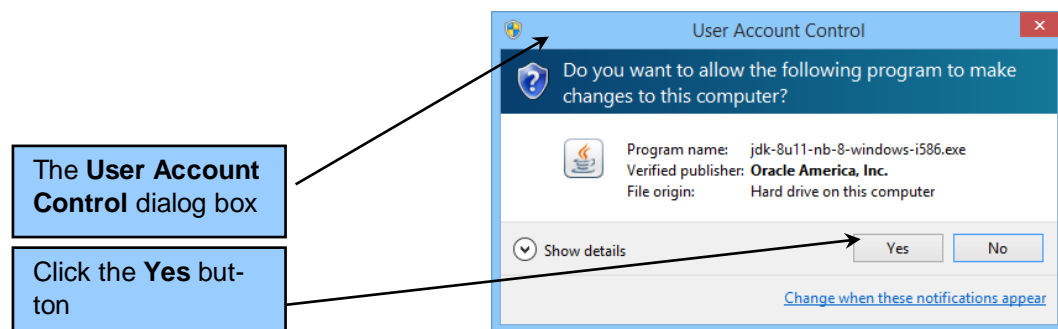 User Account Control
Do you want to allow the following program to make
changes to this computer?
Program name: jdk-8u11-nb-8-windows-i586.exe
Verified publisher: Oracle America, Inc.
File origin: Hard drive on this computer
The User Account
Control dialog box
Show details
Yes
No
Click the Yes but-
ton
Change when these notifications appear